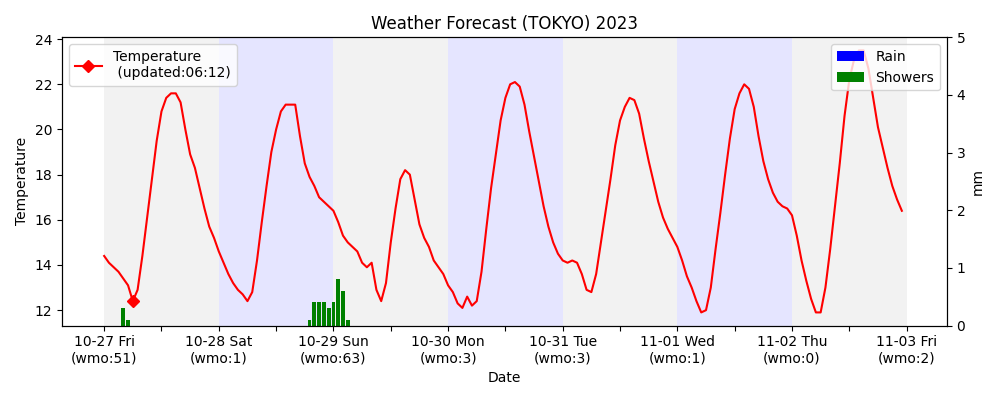 Weather Forecast (TOKYO) 2023
Temperature
(updated:06:12)
Rain
Showers
24
22
20
18
16
14
12
Temperature
5
4
3
2
1
0
mm
10-27 Fri 10-28 Sat 10-29 Sun 10-30 Mon 10-31 Tue 11-01 Wed 11-02 Thu 11-03 Fri
(wmo:51) (wmo:1) (wmo:63) (wmo:3) (wmo:3) (wmo:1) (wmo:0) (wmo:2)
Date